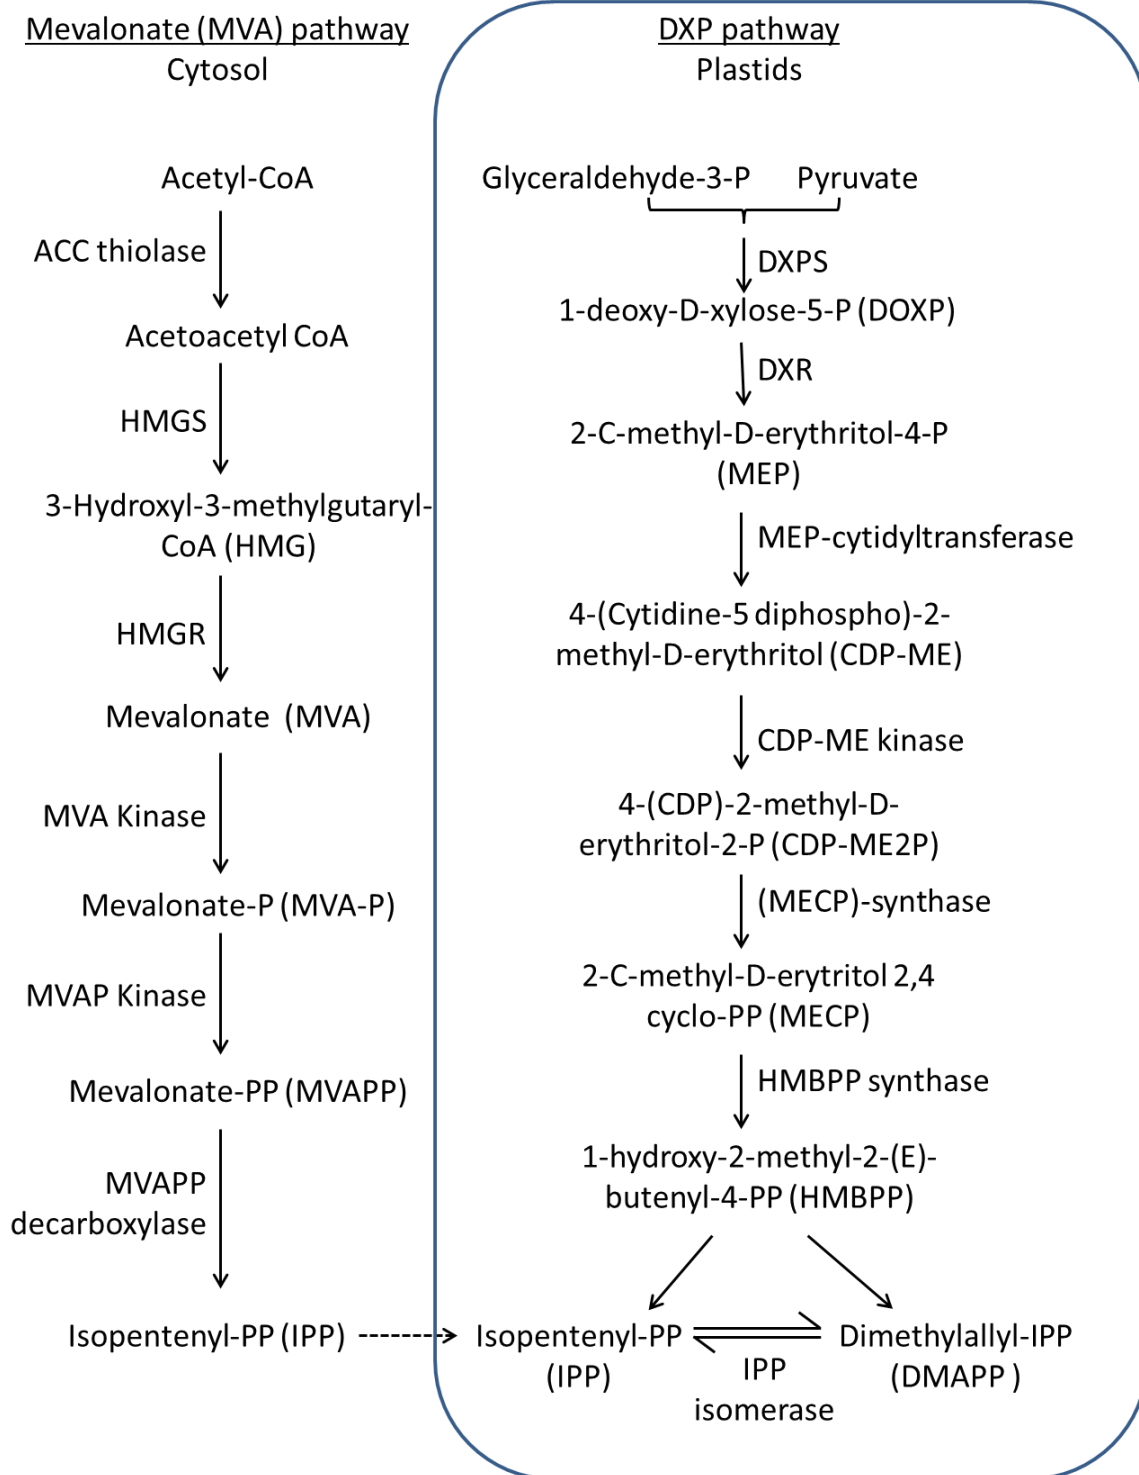 Mevalonate (MVA) pathway
Cytosol
Acetyl-CoA
ACC thiolase
Acetoacetyl CoA
HMGS
3-Hydroxyl-3-methylgutaryl-
CoA (HMG)
HMGR
Mevalonate (MVA)
MVA Kinase
Mevalonate-P (MVA-P)
MVAP Kinase
Mevalonate-PP (MVAPP)
MVAPP
decarboxylase
Isopentenyl-PP (IPP)
DXP pathway
Plastids
Glyceraldehyde-3-P Pyruvate
DXPS
1-deoxy-D-xylose-5-P (DOXP)
DXR
2-C-methyl-D-erythritol-4-P
(MEP)
MEP-cytidyltransferase
4-(Cytidine-5 diphospho)-2-
methyl-D-erythritol (CDP-ME)
CDP-ME kinase
4-(CDP)-2-methyl-D-
erythritol-2-P (CDP-ME2P)
(MECP)-synthase
2-C-methyl-D-erytritol 2,4
cyclo-PP (MECP)
HMBPP synthase
1-hydroxy-2-methyl-2-(E)-
butenyl-4-PP (HMBPP)
Isopentenyl-PP
(IPP)
IPP
isomerase
Dimethylallyl-IPP
(DMAPP )